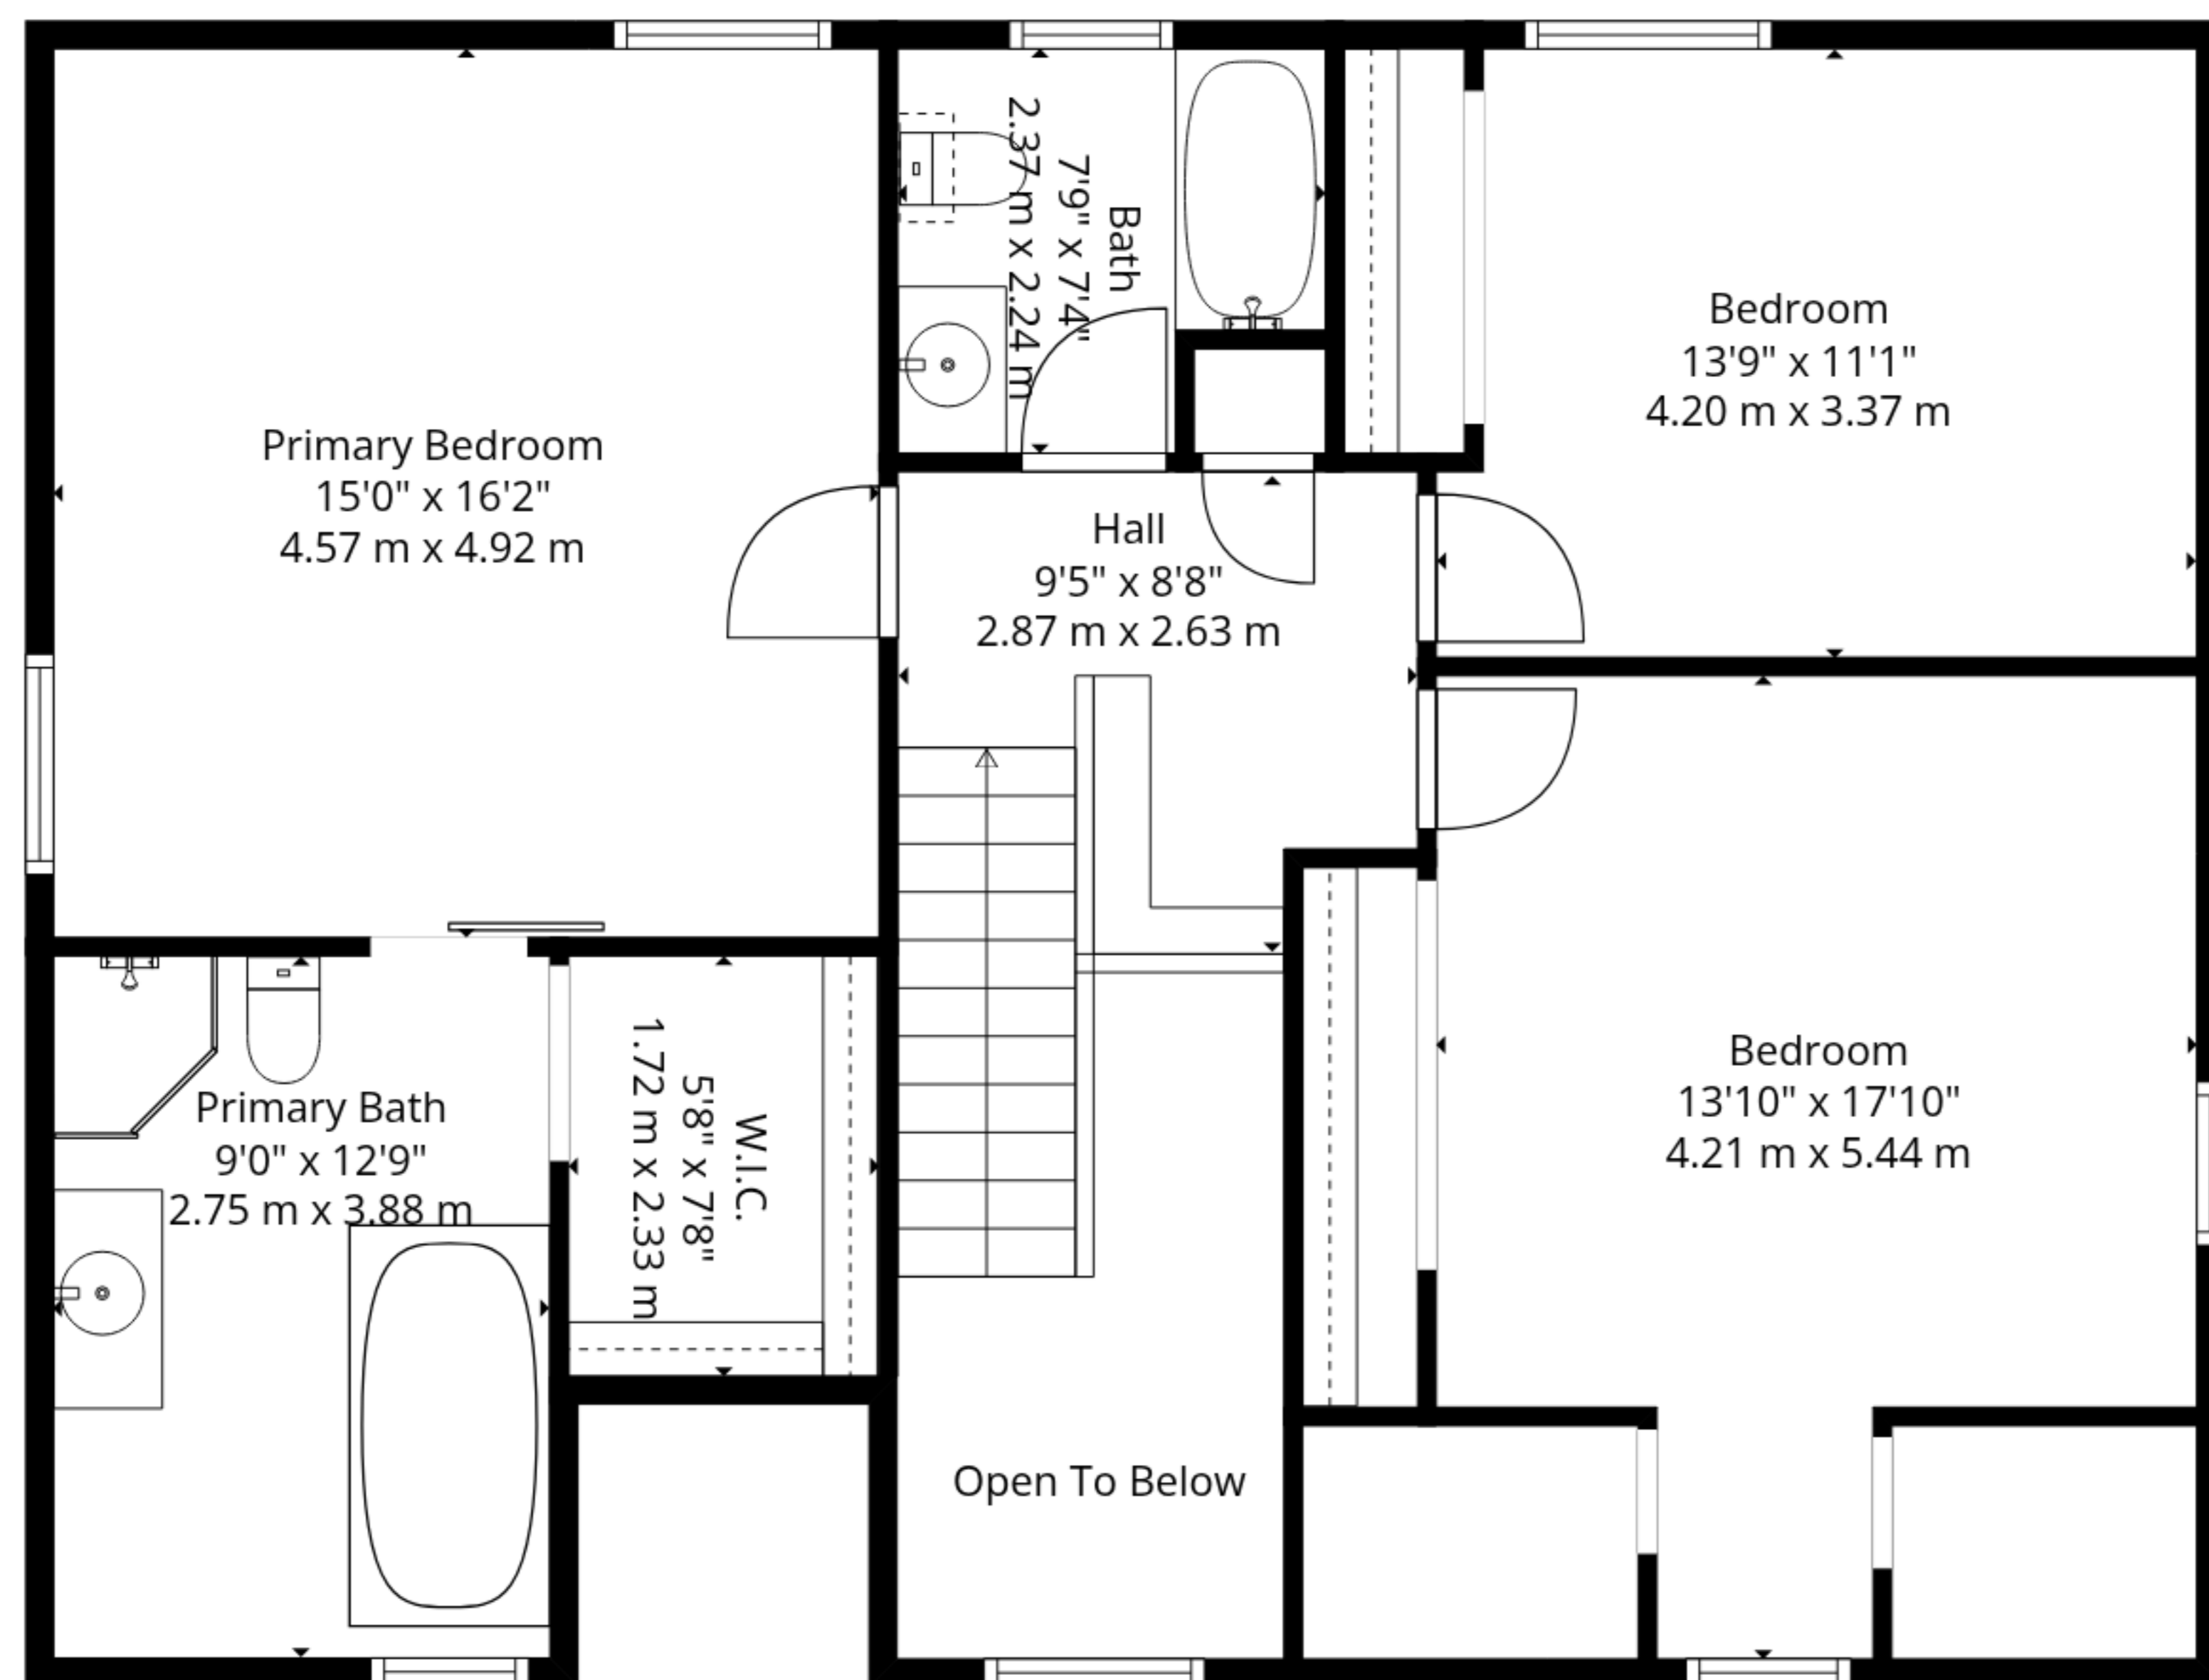 Primary Bedroom
15'0" x 16'2"
4.57 m x 4.92 m
Bath
7'9" x 7'4"
2.37 m x 2.24 m
Bedroom
13'9" x 11'1"
4.20 m x 3.37 m
Hall
9'5" x 8'8"
2.87 m x 2.63 m
Primary Bath
9'0" x 12'9"
2.75 m x 3.88 m
W.I.C.
5'8" x 7'8"
1.72 m x 2.33 m
Bedroom
13'10" x 17'10"
4.21 m x 5.44 m
Open To Below